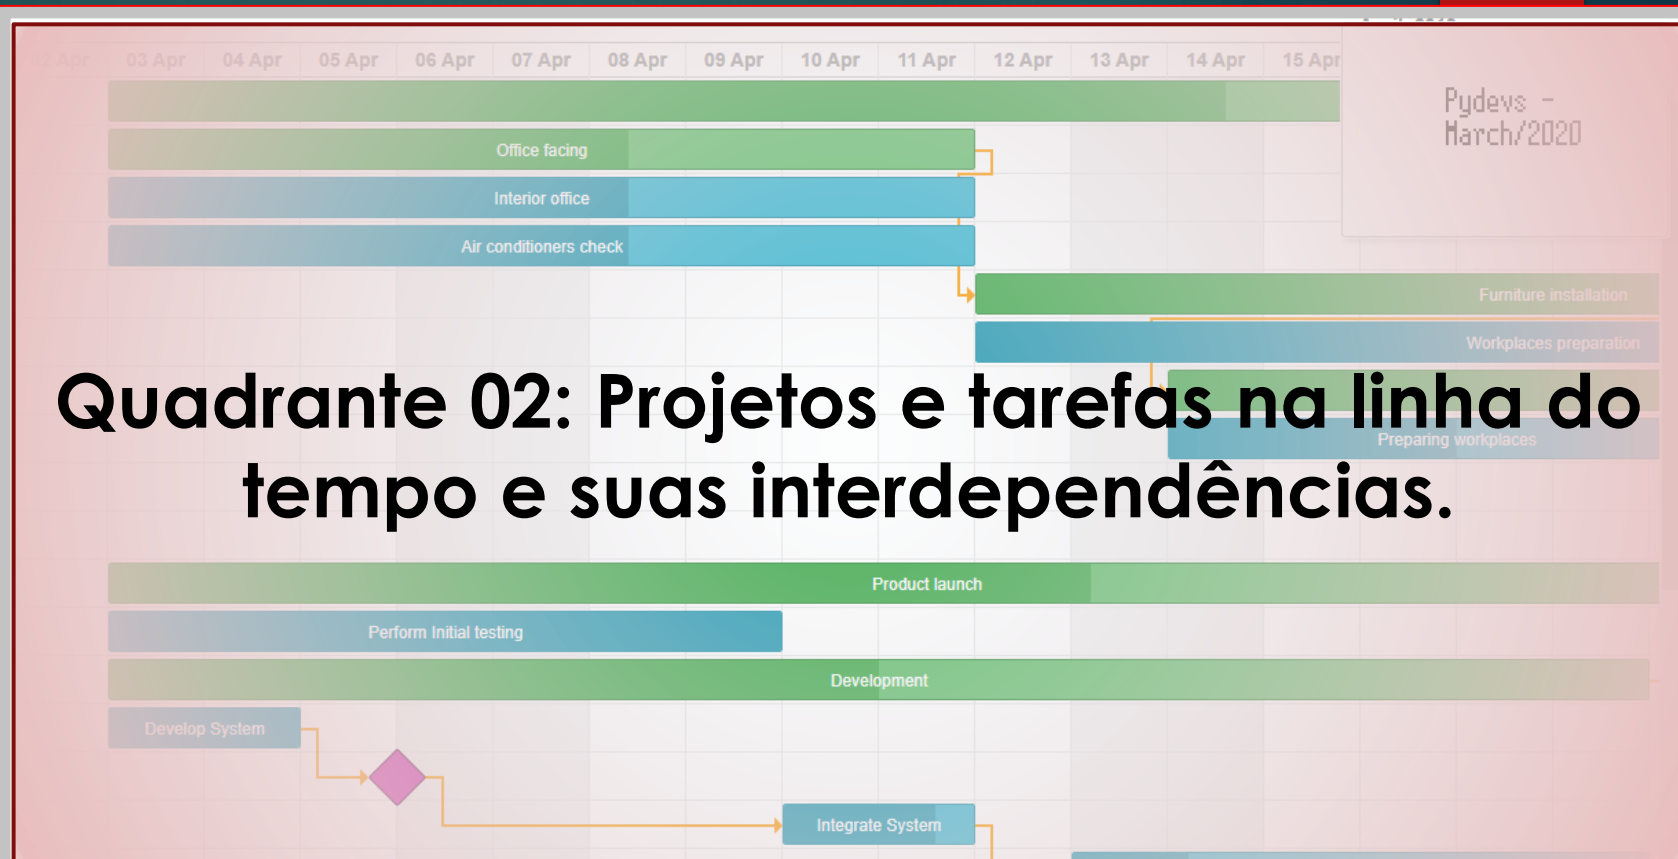 02 Apr 03 Apr 04 Apr 05 Apr 06 Apr 07 Apr 08 Apr 09 Apr 10 Apr 11 Apr 12 Apr 13 Apr 14 Apr 15 Apr
Pydevs -
March/2020
Office facing
Interior office
Air conditioners check
Furniture installation
Workplaces preparation
Quadrante 02: Projetos e tarefas na linha do
Preparing workplaces
tempo e suas interdependências.
Product launch
Perform Initial testing
Development
Develop System
Integrate System